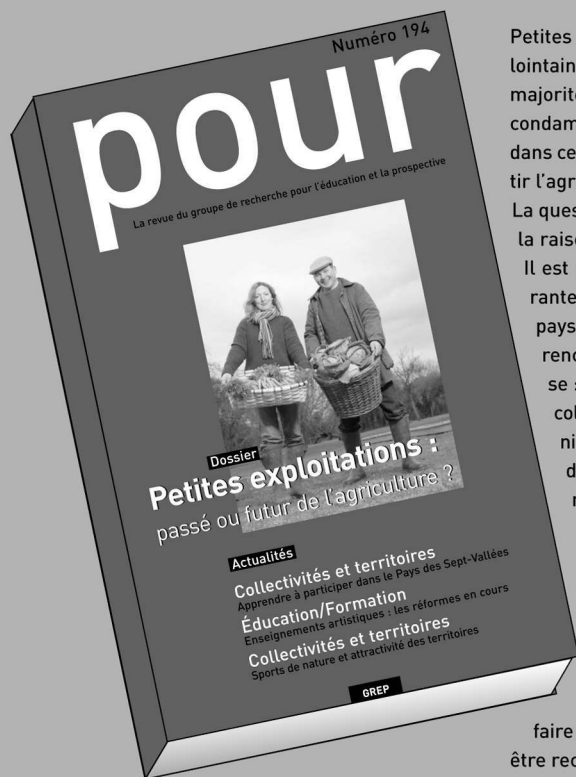 Numéro 194
pour
La revue du groupe de recherche pour l'éducation et la prospective
Dossier
Petites exploitations :
passé ou futur de l'agriculture ?
Actualités
Collectivités et territoires
Apprendre à participer dans le Pays des Sept-Vallées
Éducation/Formation
Enseignements artistiques : les réformes en cours
Collectivités et territoires
Sports de nature et attractivité des territoires
GREP
Petites
lointain
majorité
condam
dans ce
tir l'agr
La ques
la rais
Il est
rante
pays
renc
se
col
ni
d
faire
être rec